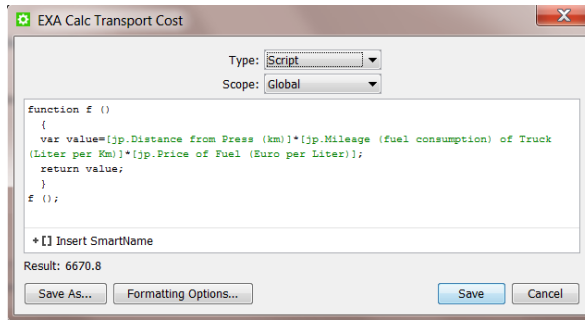 EXA Calc Transport Cost
Type: Script
Scope: Global
function f ()
{
var value=[jp.Distance from Press (km)]*[jp.Mileage (fuel consumption) of Truck
(Liter per Km)]*[jp.Price of Fuel (Euro per Liter)];
return value;
}
f ();
+[] Insert SmartName
Result: 6670.8
Save As... Formatting Options... Save Cancel